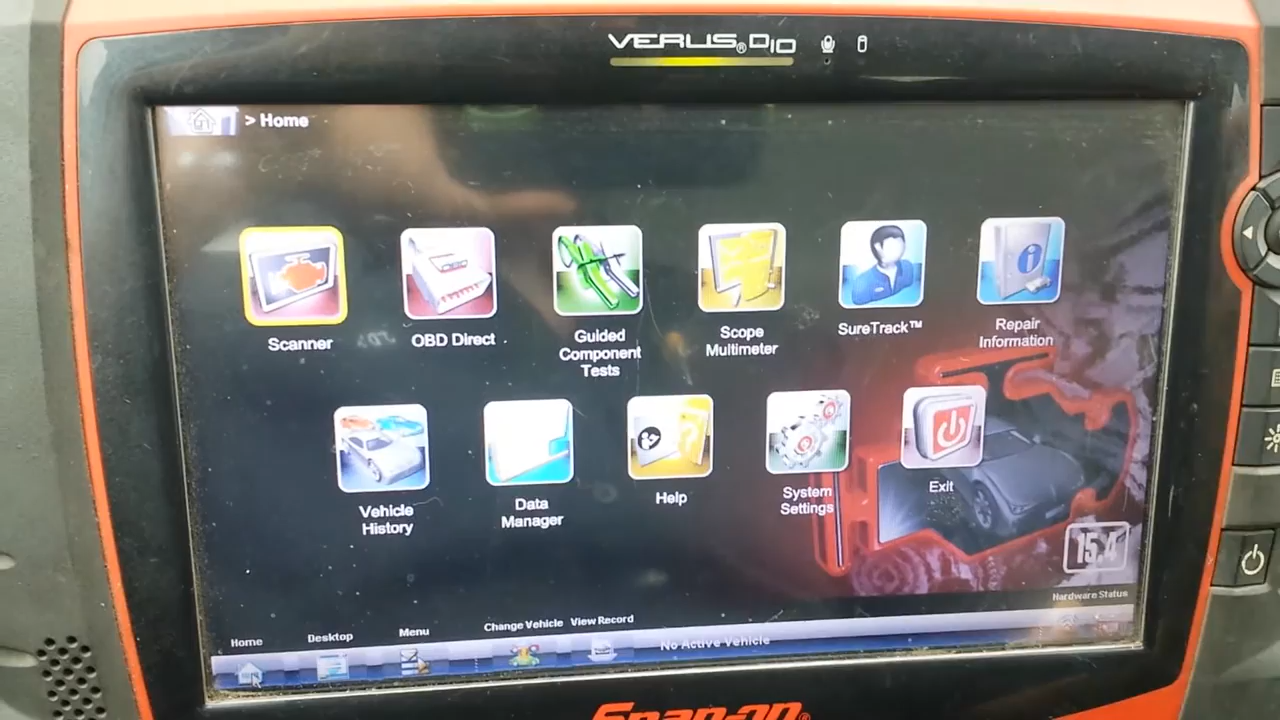 VERUS® D10
> Home
Scanner
OBD Direct
Guided
Component
Tests
Scope
Multimeter
SureTrack™
Repair
Information
Vehicle
History
Data
Manager
Help
System
Settings
Exit
15.4
Hardware Status
Home
Desktop
Menu
Change Vehicle
View Record
No Active Vehicle
Snap-on®